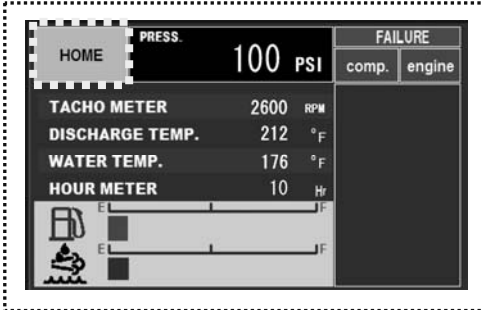 HOME PRESS. 100 PSI FAILURE
comp. engine
TACHO METER 2600 RPM
DISCHARGE TEMP. 212 °F
WATER TEMP. 176 °F
HOUR METER 10 Hr
E F
E F